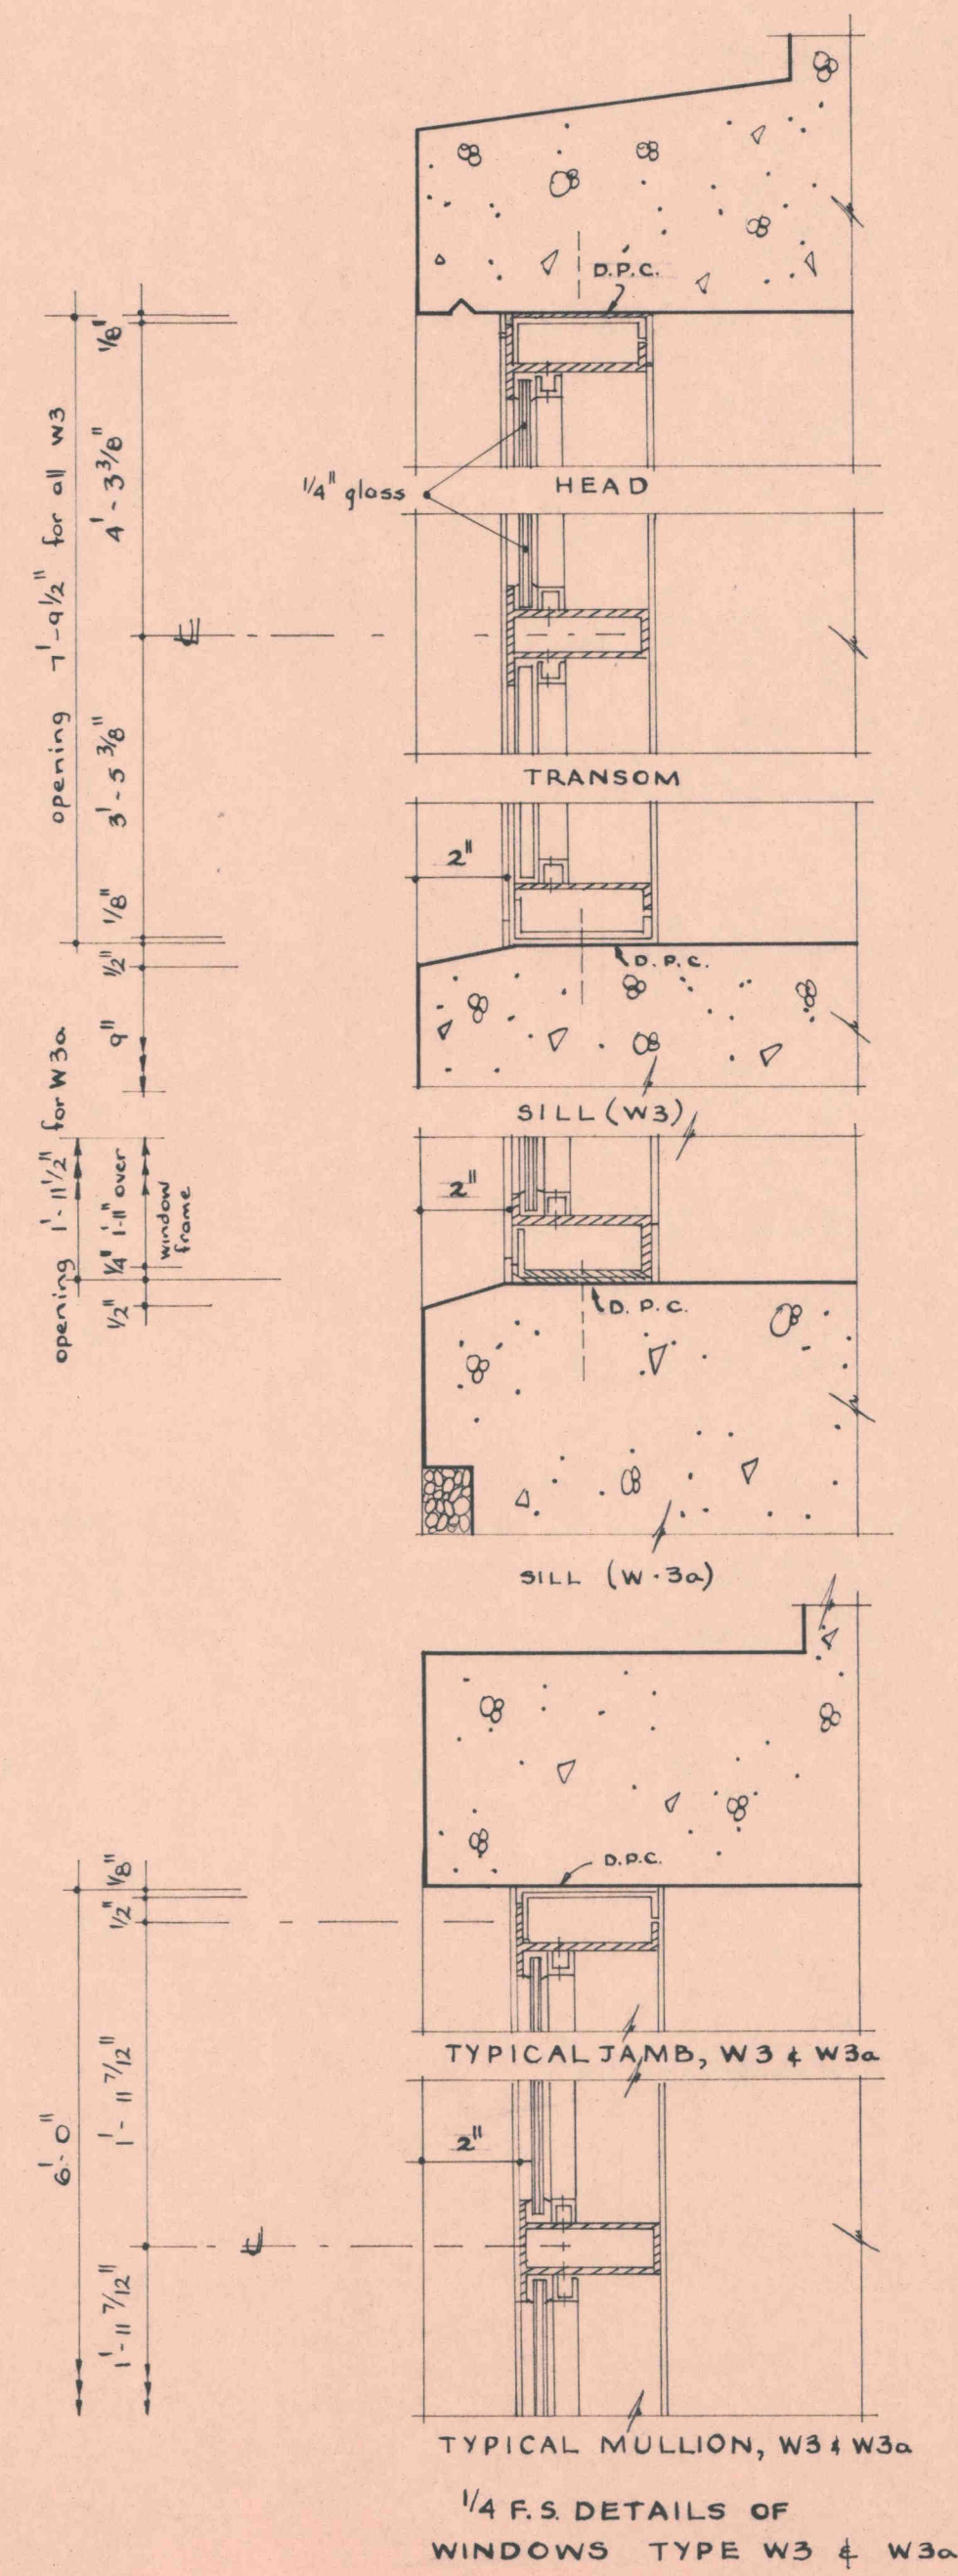 D.P.C.
1/8'
4'-3 3/8"
opening 7'-9 1/2" for all W3
1/4" glass
HEAD
℄
TRANSOM
3'-5 3/8"
2"
1/8"
1/2"
D.P.C.
9"
SILL (W3)
opening 1'-11 1/2" for W3a
1/4" 1'-11" over
window
frame
2"
1/2"
D.P.C.
SILL (W.3a)
D.P.C.
1/8"
1/2"
1'-11 7/12"
TYPICAL JAMB, W3 & W3a
6'-0"
2"
℄
1'-11 7/12"
TYPICAL MULLION, W3 & W3a
1/4 F.S. DETAILS OF
WINDOWS TYPE W3 & W3a